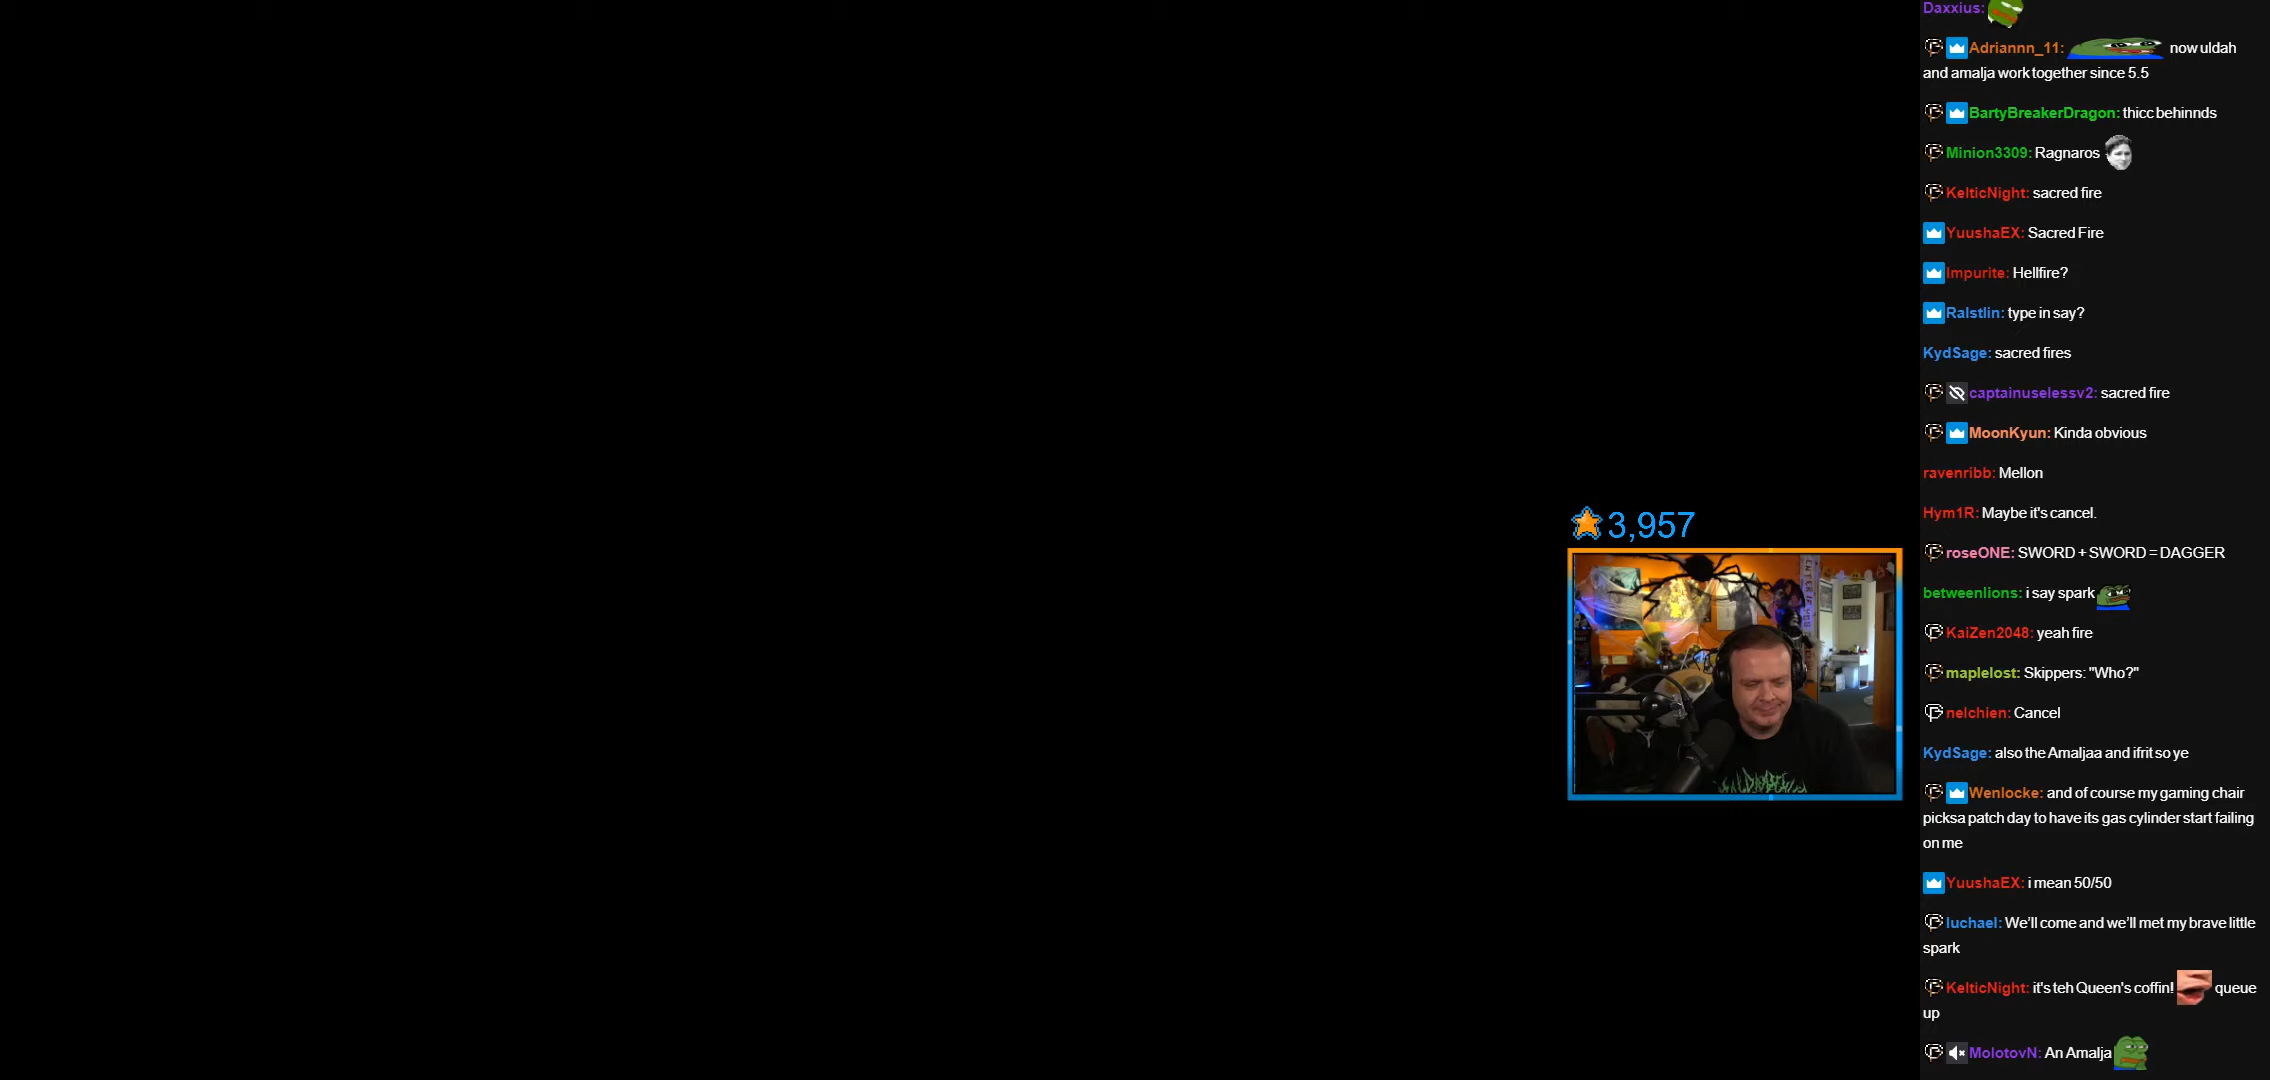 3,957
Daxxius:
Adriannn_11: now uldah
and amalja work together since 5.5
BartyBreakerDragon: thicc behinnds
Minion3309: Ragnaros
KelticNight: sacred fire
YuushaEX: Sacred Fire
Impurite: Hellfire?
Ralstlin: type in say?
KydSage: sacred fires
captainuselessv2: sacred fire
MoonKyun: Kinda obvious
ravenribb: Mellon
Hym1R: Maybe it's cancel.
roseONE: SWORD + SWORD = DAGGER
betweenlions: i say spark
KaiZen2048: yeah fire
maplelost: Skippers: "Who?"
nelchien: Cancel
KydSage: also the Amaljaa and ifrit so ye
Wenlocke: and of course my gaming chair
picksa patch day to have its gas cylinder start failing
on me
YuushaEX: i mean 50/50
luchael: We'll come and we'll met my brave little
spark
KelticNight: it's teh Queen's coffin! queue
up
MolotovN: An Amalja